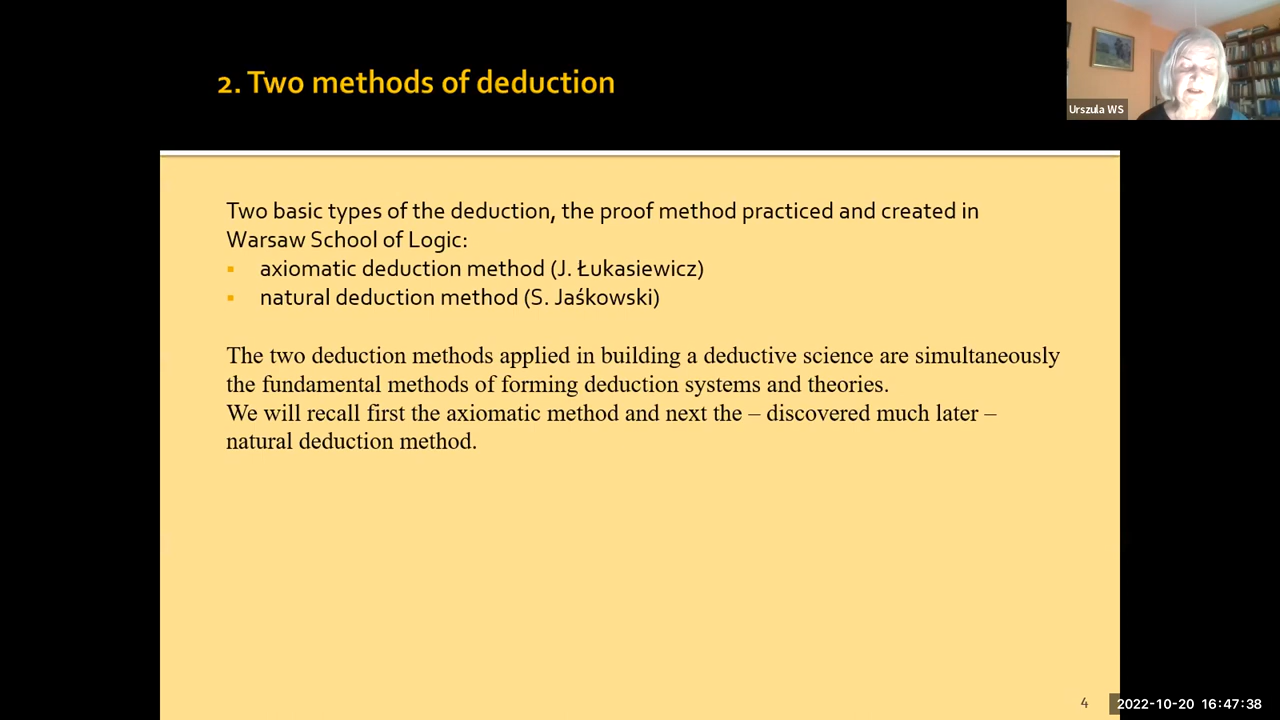 2. Two methods of deduction
Urszula WS
Two basic types of the deduction, the proof method practiced and created in
Warsaw School of Logic:
▪ axiomatic deduction method (J. Łukasiewicz)
▪ natural deduction method (S. Jaśkowski)
The two deduction methods applied in building a deductive science are simultaneously
the fundamental methods of forming deduction systems and theories.
We will recall first the axiomatic method and next the – discovered much later –
natural deduction method.
4
2022-10-20 16:47:38